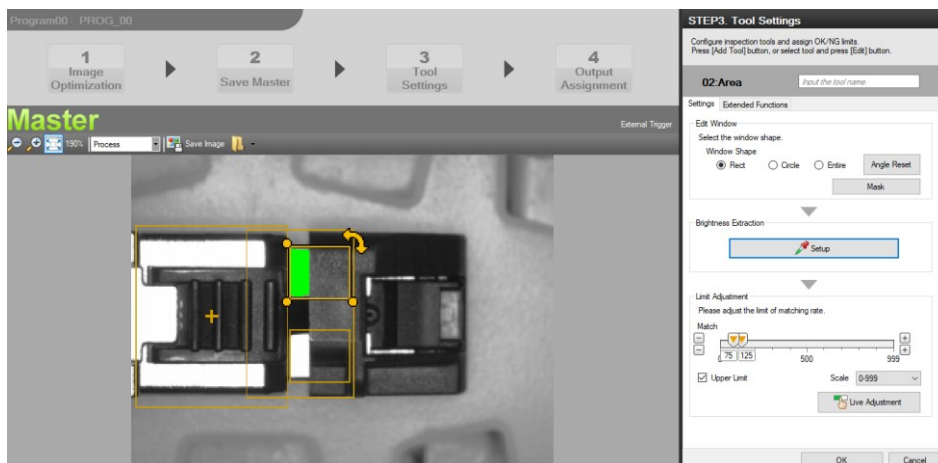 Program00 PROG_00
1
Image
Optimization
2
Save Master
3
Tool
Settings
4
Output
Assignment
Master
External Trigger
190%
Process
Save Image
STEP3. Tool Settings
Configure inspection tools and assign OK/NG limits.
Press [Add Tool] button, or select tool and press [Edit] button.
02:Area
Input the tool name.
Settings
Extended Functions
Edit Window
Select the window shape.
Window Shape
Rect
Circle
Entire
Angle Reset
Mask
Brightness Extraction
Setup
Limit Adjustment
Please adjust the limit of matching rate.
Match
75
125
500
999
Upper Limit
Scale
0-999
Live Adjustment
OK
Cancel